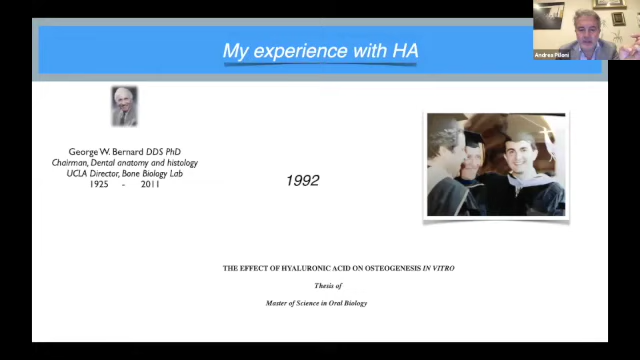 My experience with HA
Andrea Pilloni
George W. Bernard DDS PhD
Chairman, Dental anatomy and histology
UCLA Director, Bone Biology Lab
1925 - 2011
1992
THE EFFECT OF HYALURONIC ACID ON OSTEOGENESIS IN VITRO
Thesis of
Master of Science in Oral Biology